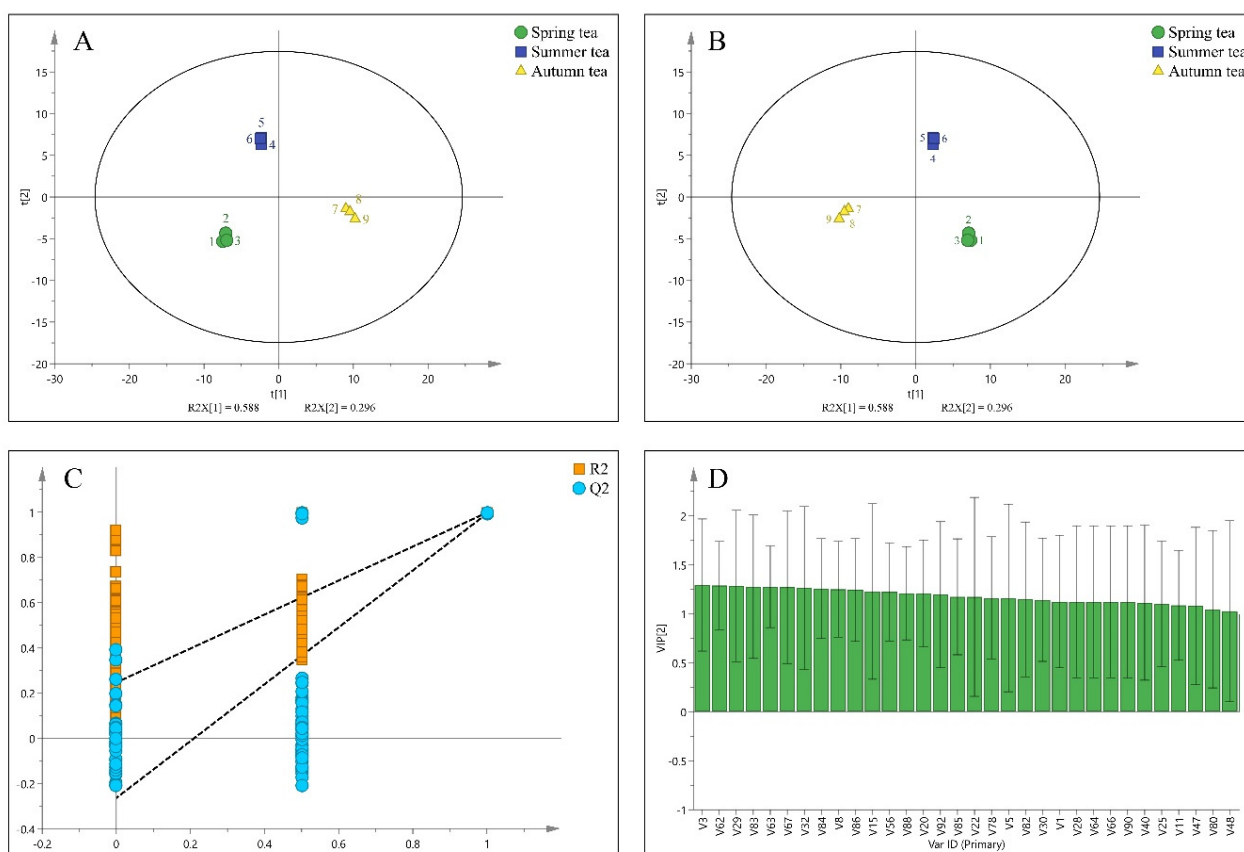 A
Spring tea
Summer tea
Autumn tea
t[2]
15
10
5
0
-5
-10
-15
-20
-30
-20
-10
0
10
20
t[1]
R2X[1] = 0.588
R2X[2] = 0.296
5
6
4
7
8
9
2
1
3
B
Spring tea
Summer tea
Autumn tea
t[2]
15
10
5
0
-5
-10
-15
-20
-30
-20
-10
0
10
20
t[1]
R2X[1] = 0.588
R2X[2] = 0.296
5
6
4
7
9
8
2
3
1
C
R2
Q2
1
0.8
0.6
0.4
0.2
0
-0.2
-0.4
-0.2
0
0.2
0.4
0.6
0.8
1
D
VIP[2]
2
1.5
1
0.5
0
-0.5
-1
V3
V62
V29
V83
V63
V67
V32
V84
V8
V86
V15
V56
V88
V20
V92
V85
V22
V78
V5
V82
V30
V1
V28
V64
V66
V90
V40
V25
V11
V47
V80
V48
Var ID (Primary)